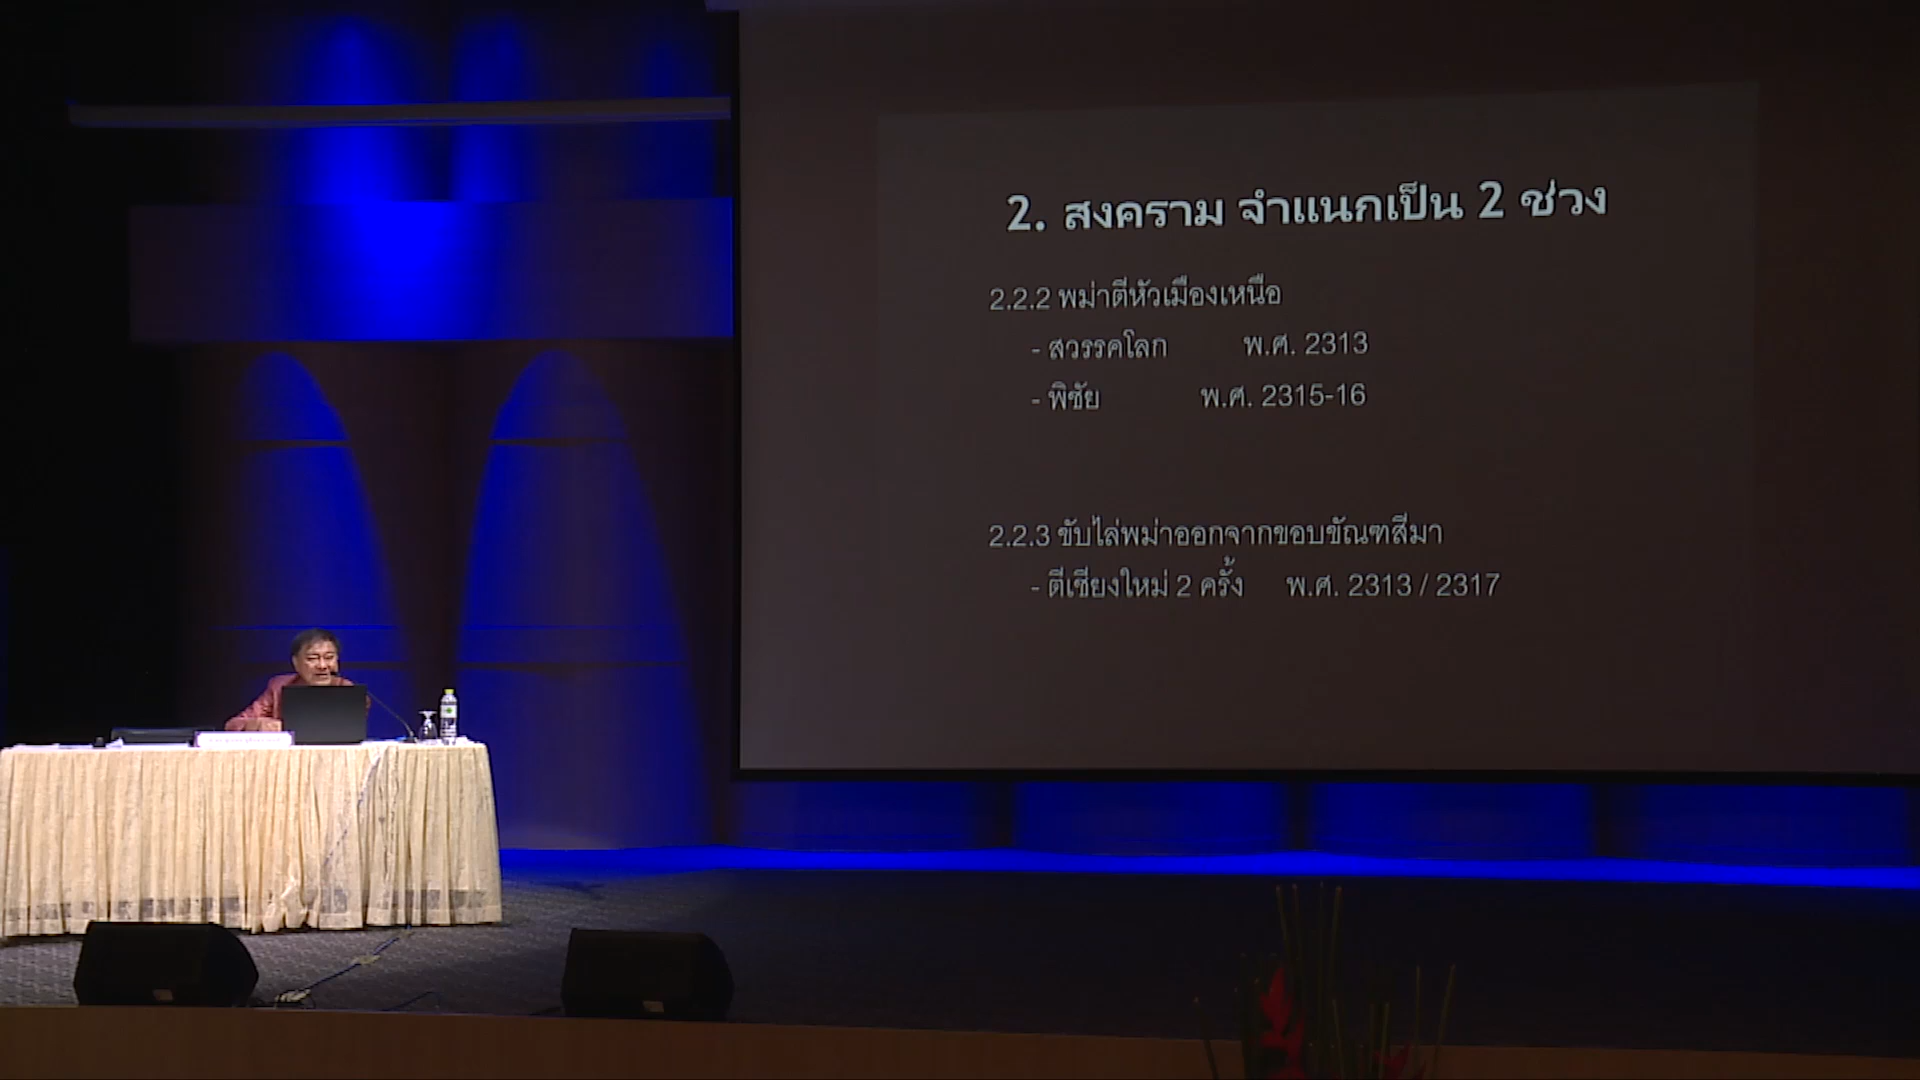 2. สงคราม จำแนกเป็น 2 ช่วง
2.2.2 พม่าตีหัวเมืองเหนือ
- สวรรคโลก พ.ศ. 2313
- พิชัย พ.ศ. 2315-16
2.2.3 ขับไล่พม่าออกจากขอบขัณฑสีมา
- ตีเชียงใหม่ 2 ครั้ง พ.ศ. 2313 / 2317